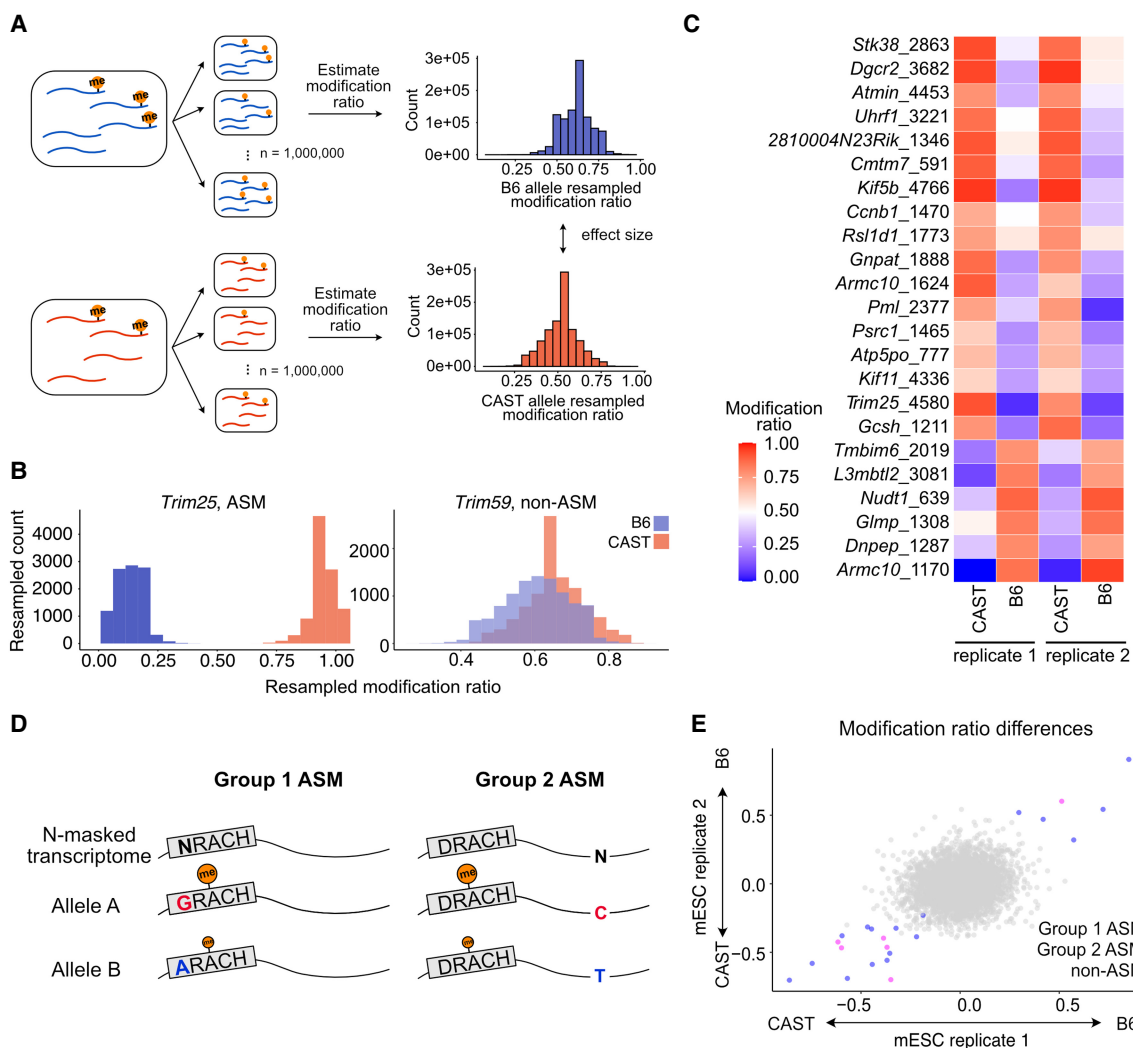 A
me
me
me
Estimate
modification
ratio
⋮ n = 1,000,000
Count
3e+05
2e+05
1e+05
0e+00
0.25 0.50 0.75 1.00
B6 allele resampled
modification ratio
effect size
me
me
Estimate
modification
ratio
⋮ n = 1,000,000
Count
3e+05
2e+05
1e+05
0e+00
0.25 0.50 0.75 1.00
CAST allele resampled
modification ratio
B
Trim25, ASM
Trim59, non-ASM
B6
CAST
Resampled count
4000
3000
2000
1000
0
0.00 0.25 0.50 0.75 1.00
2000
1000
0
0.4 0.6 0.8
Resampled modification ratio
C
Stk38_2863
Dgcr2_3682
Atmin_4453
Uhrf1_3221
2810004N23Rik_1346
Cmtm7_591
Kif5b_4766
Ccnb1_1470
Rsl1d1_1773
Gnpat_1888
Armc10_1624
Pml_2377
Psrc1_1465
Atp5po_777
Kif11_4336
Trim25_4580
Gcsh_1211
Tmbim6_2019
L3mbtl2_3081
Nudt1_639
Glmp_1308
Dnpep_1287
Armc10_1170
Modification
ratio
1.00
0.75
0.50
0.25
0.00
CAST B6 CAST B6
replicate 1 replicate 2
D
Group 1 ASM Group 2 ASM
N-masked
transcriptome
NRACH DRACH N
me me
Allele A
GRACH DRACH C
me me
Allele B
ARACH DRACH T
E
Modification ratio differences
B6
mESC replicate 2
CAST
0.5
0.0
−0.5
Group 1 ASM
Group 2 ASM
non-ASM
−0.5 0.0 0.5
CAST B6
mESC replicate 1